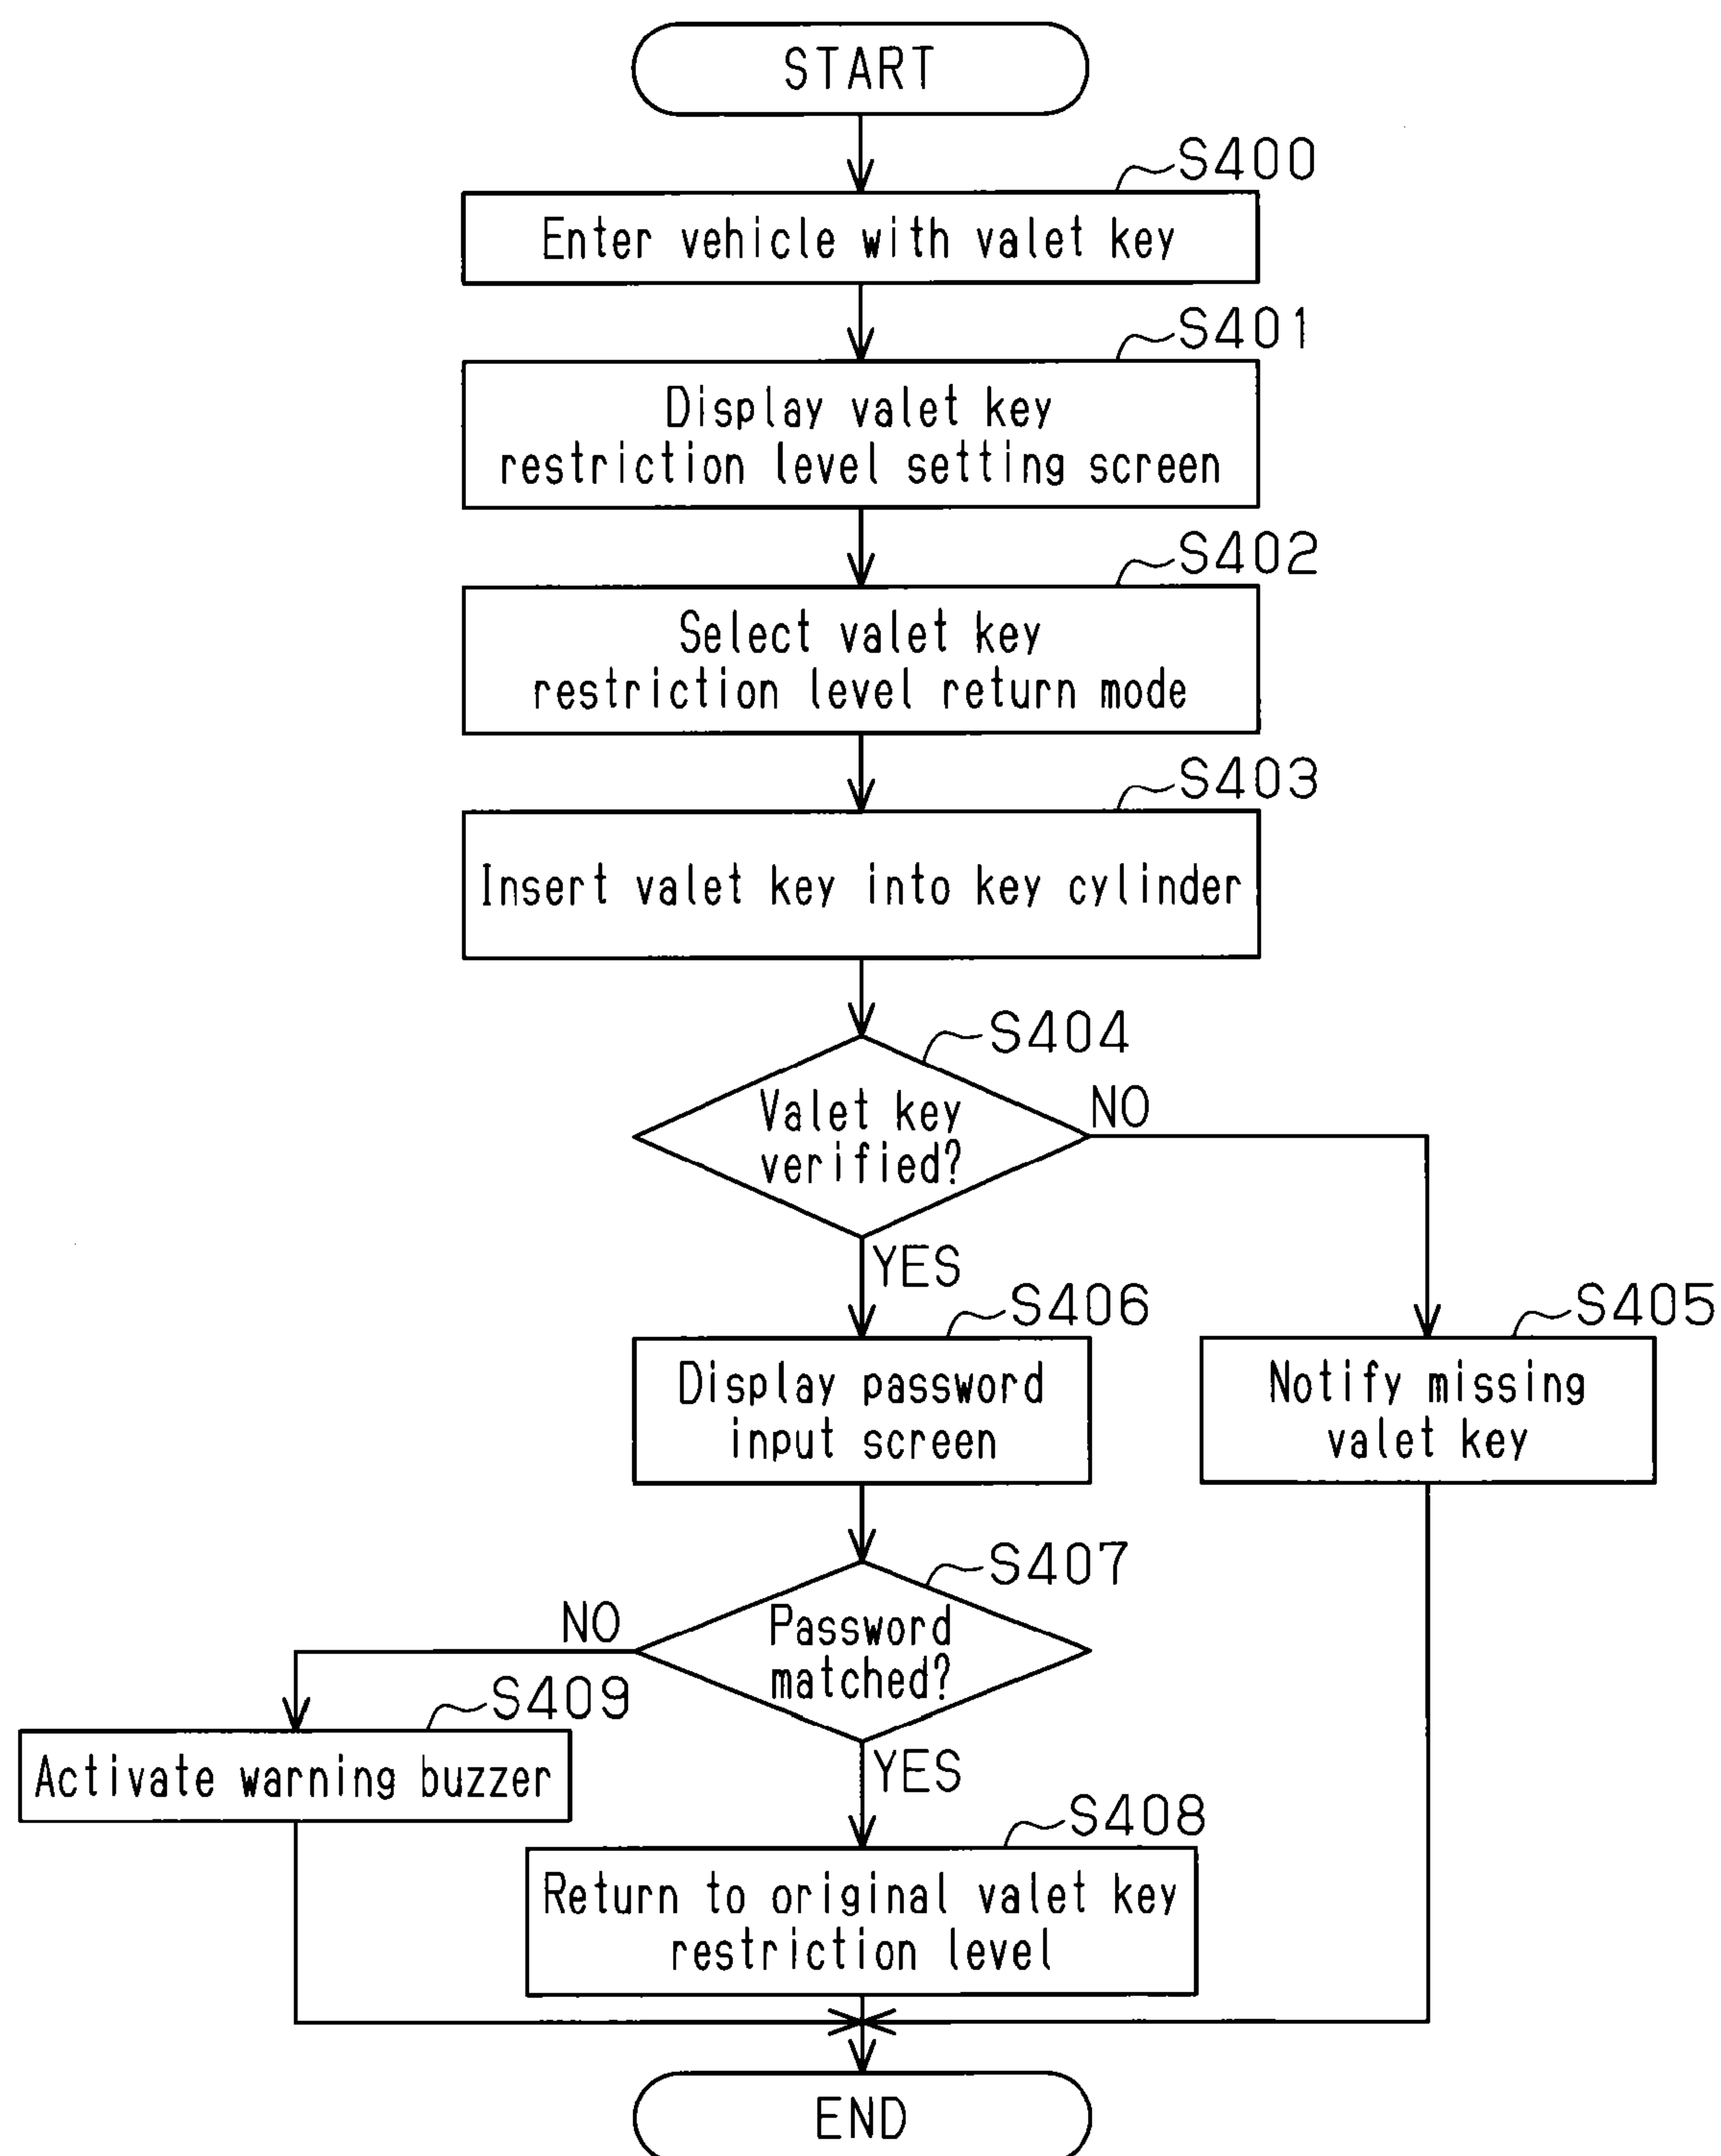 START
S400
Enter vehicle with valet key
S401
Display valet key
restriction level setting screen
S402
Select valet key
restriction level return mode
S403
Insert valet key into key cylinder
S404
Valet key
verified?
NO
YES
S406
Display password
input screen
S405
Notify missing
valet key
S407
Password
matched?
NO
S409
Activate warning buzzer
YES
S408
Return to original valet key
restriction level
END